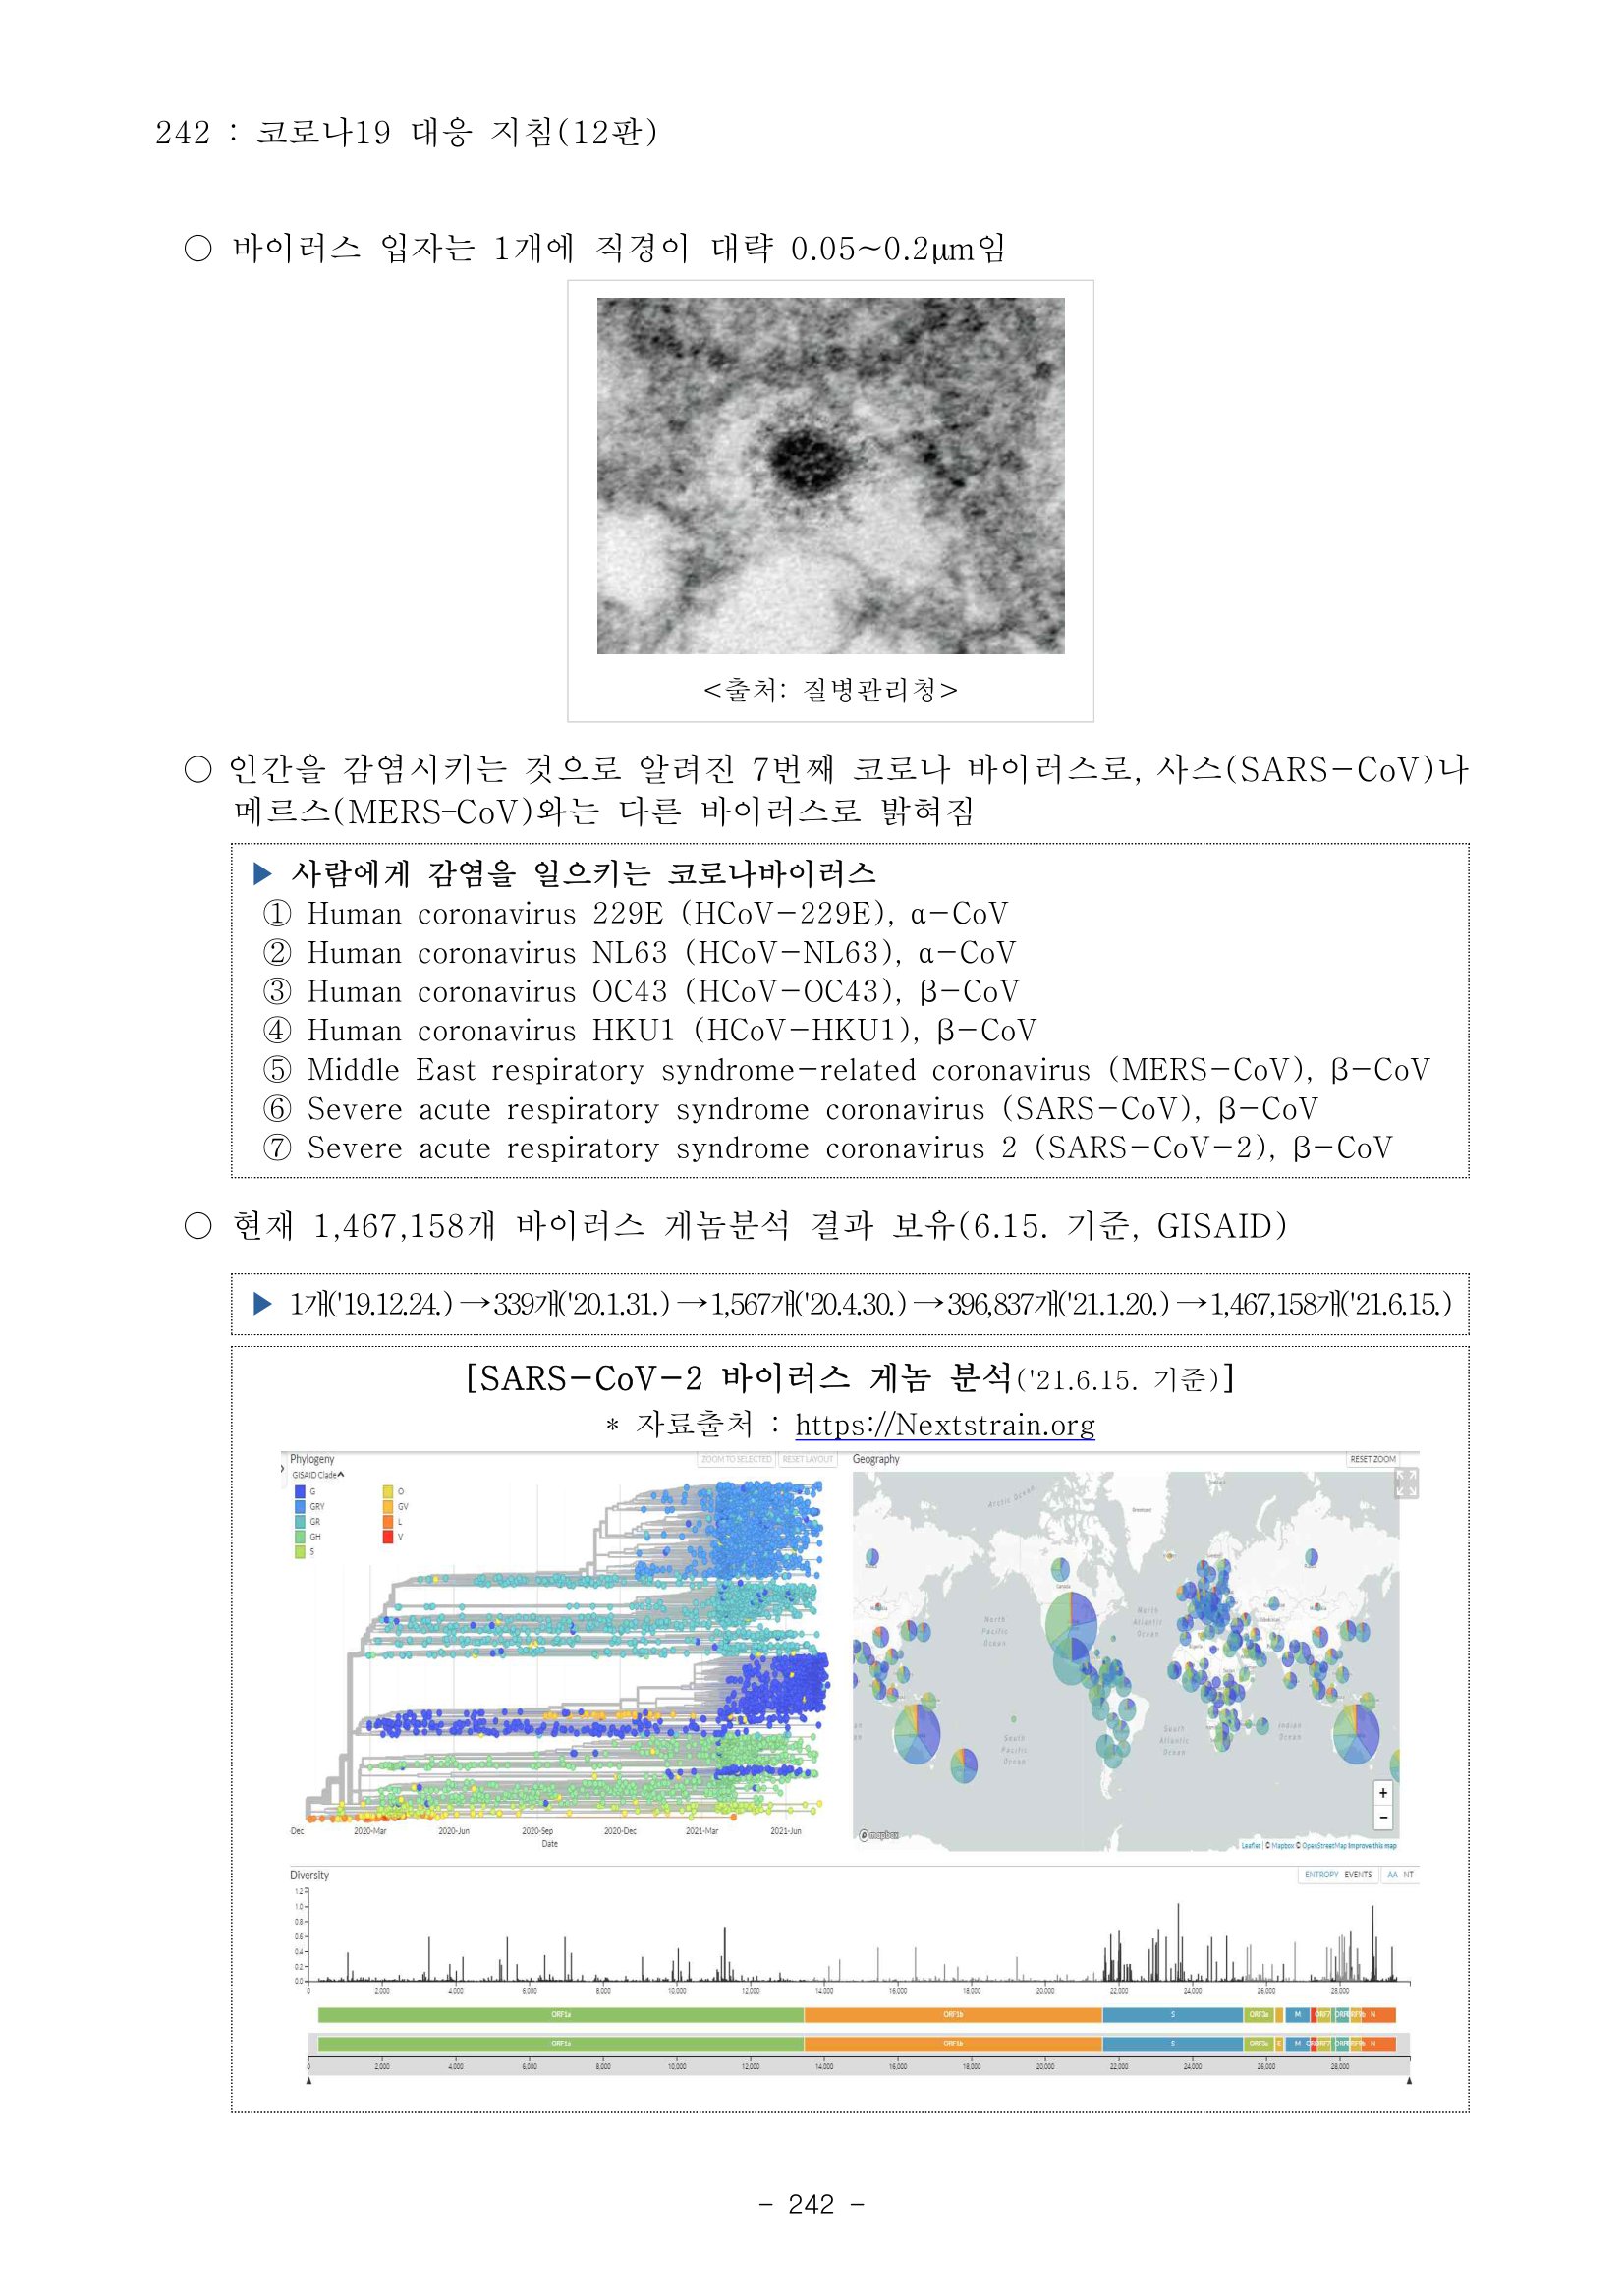 242 : 코로나19 대응 지침(12판)
○ 바이러스 입자는 1개에 직경이 대략 0.05~0.2μm임
<출처: 질병관리청>
○ 인간을 감염시키는 것으로 알려진 7번째 코로나 바이러스로, 사스(SARS-CoV)나
메르스(MERS-CoV)와는 다른 바이러스로 밝혀짐
▶ 사람에게 감염을 일으키는 코로나바이러스
① Human coronavirus 229E (HCoV-229E), α-CoV
② Human coronavirus NL63 (HCoV-NL63), α-CoV
③ Human coronavirus OC43 (HCoV-OC43), β-CoV
④ Human coronavirus HKU1 (HCoV-HKU1), β-CoV
⑤ Middle East respiratory syndrome-related coronavirus (MERS-CoV), β-CoV
⑥ Severe acute respiratory syndrome coronavirus (SARS-CoV), β-CoV
⑦ Severe acute respiratory syndrome coronavirus 2 (SARS-CoV-2), β-CoV
○ 현재 1,467,158개 바이러스 게놈분석 결과 보유(6.15. 기준, GISAID)
▶ 1개('19.12.24.)→339개('20.1.31.)→1,567개('20.4.30.)→396,837개('21.1.20.)→1,467,158개('21.6.15.)
[SARS-CoV-2 바이러스 게놈 분석('21.6.15. 기준)]
* 자료출처 : https://Nextstrain.org
Phylogeny
ZOOM TO SELECTED RESET LAYOUT
GISAID Clade
G
GRY
GR
GH
S
O
GV
L
V
-Dec 2020-Mar 2020-Jun 2020-Sep 2020-Dec 2021-Mar 2021-Jun
Date
Geography
RESET ZOOM
Arctic Ocean
North Pacific Ocean
North Atlantic Ocean
South Pacific Ocean
South Atlantic Ocean
Indian Ocean
+
-
mapbox
Leaflet | © Mapbox © OpenStreetMap Improve this map
Diversity
ENTROPY EVENTS AA NT
1.2
1.0
0.8
0.6
0.4
0.2
0.0
0 2,000 4,000 6,000 8,000 10,000 12,000 14,000 16,000 18,000 20,000 22,000 24,000 26,000 28,000
ORF1a ORF1b S ORF3a M N
ORF1a ORF1b S ORF3a E M N
0 2,000 4,000 6,000 8,000 10,000 12,000 14,000 16,000 18,000 20,000 22,000 24,000 26,000 28,000
- 242 -